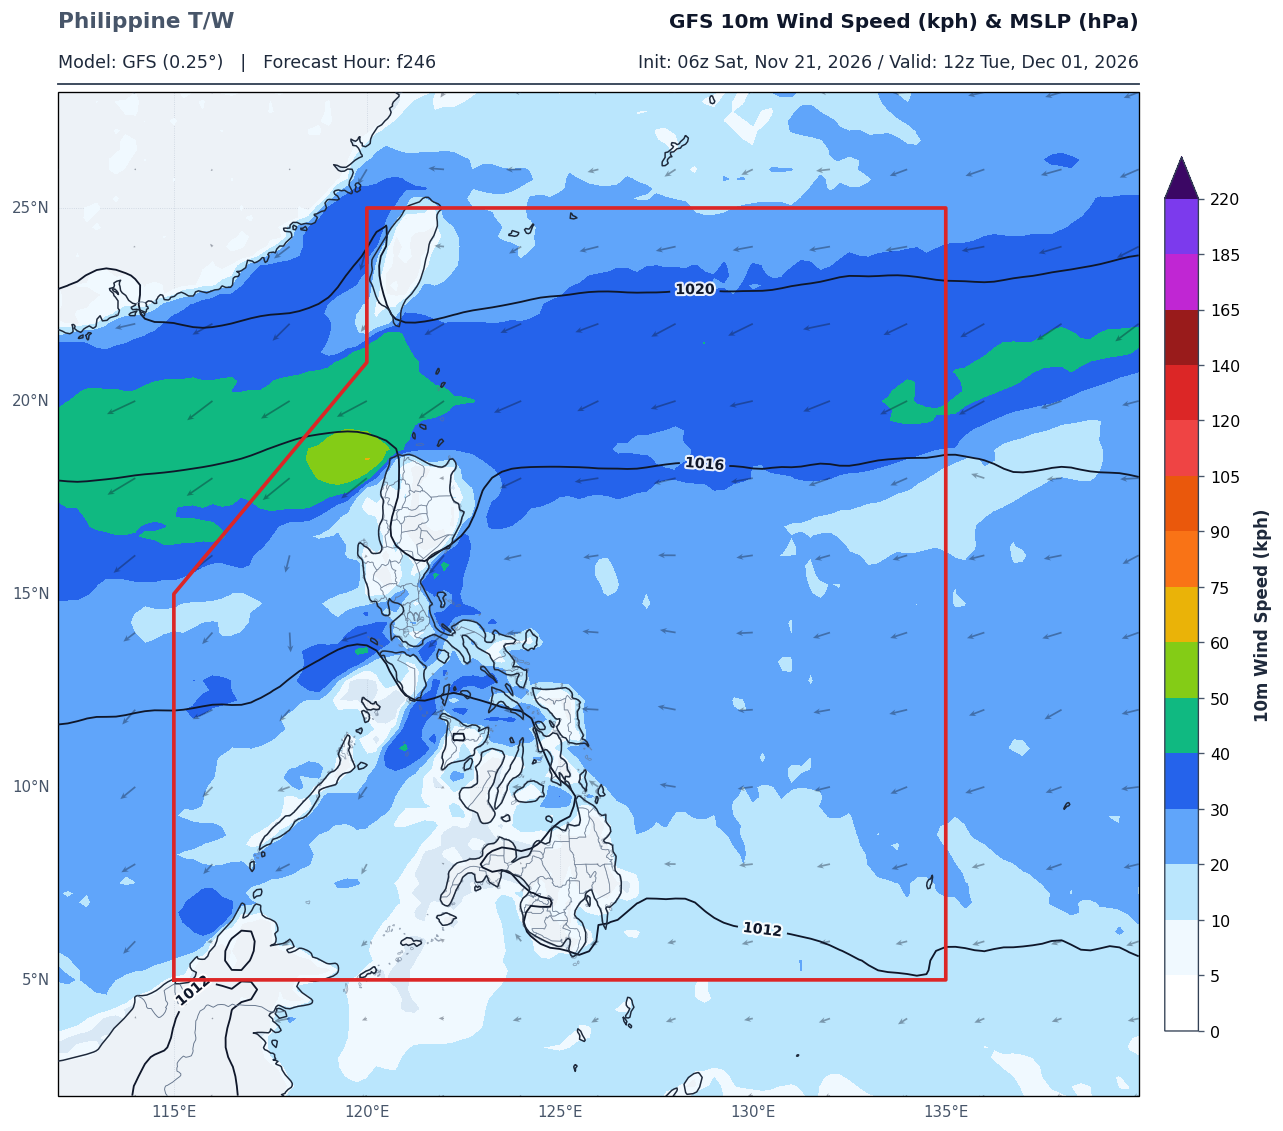 Philippine T/W
GFS 10m Wind Speed (kph) & MSLP (hPa)
Model: GFS (0.25°) | Forecast Hour: f246
Init: 06z Sat, Nov 21, 2026 / Valid: 12z Tue, Dec 01, 2026
25°N
20°N
15°N
10°N
5°N
115°E
120°E
125°E
130°E
135°E
1020
1016
1012
1012
220
185
165
140
120
105
90
75
60
50
40
30
20
10
5
0
10m Wind Speed (kph)